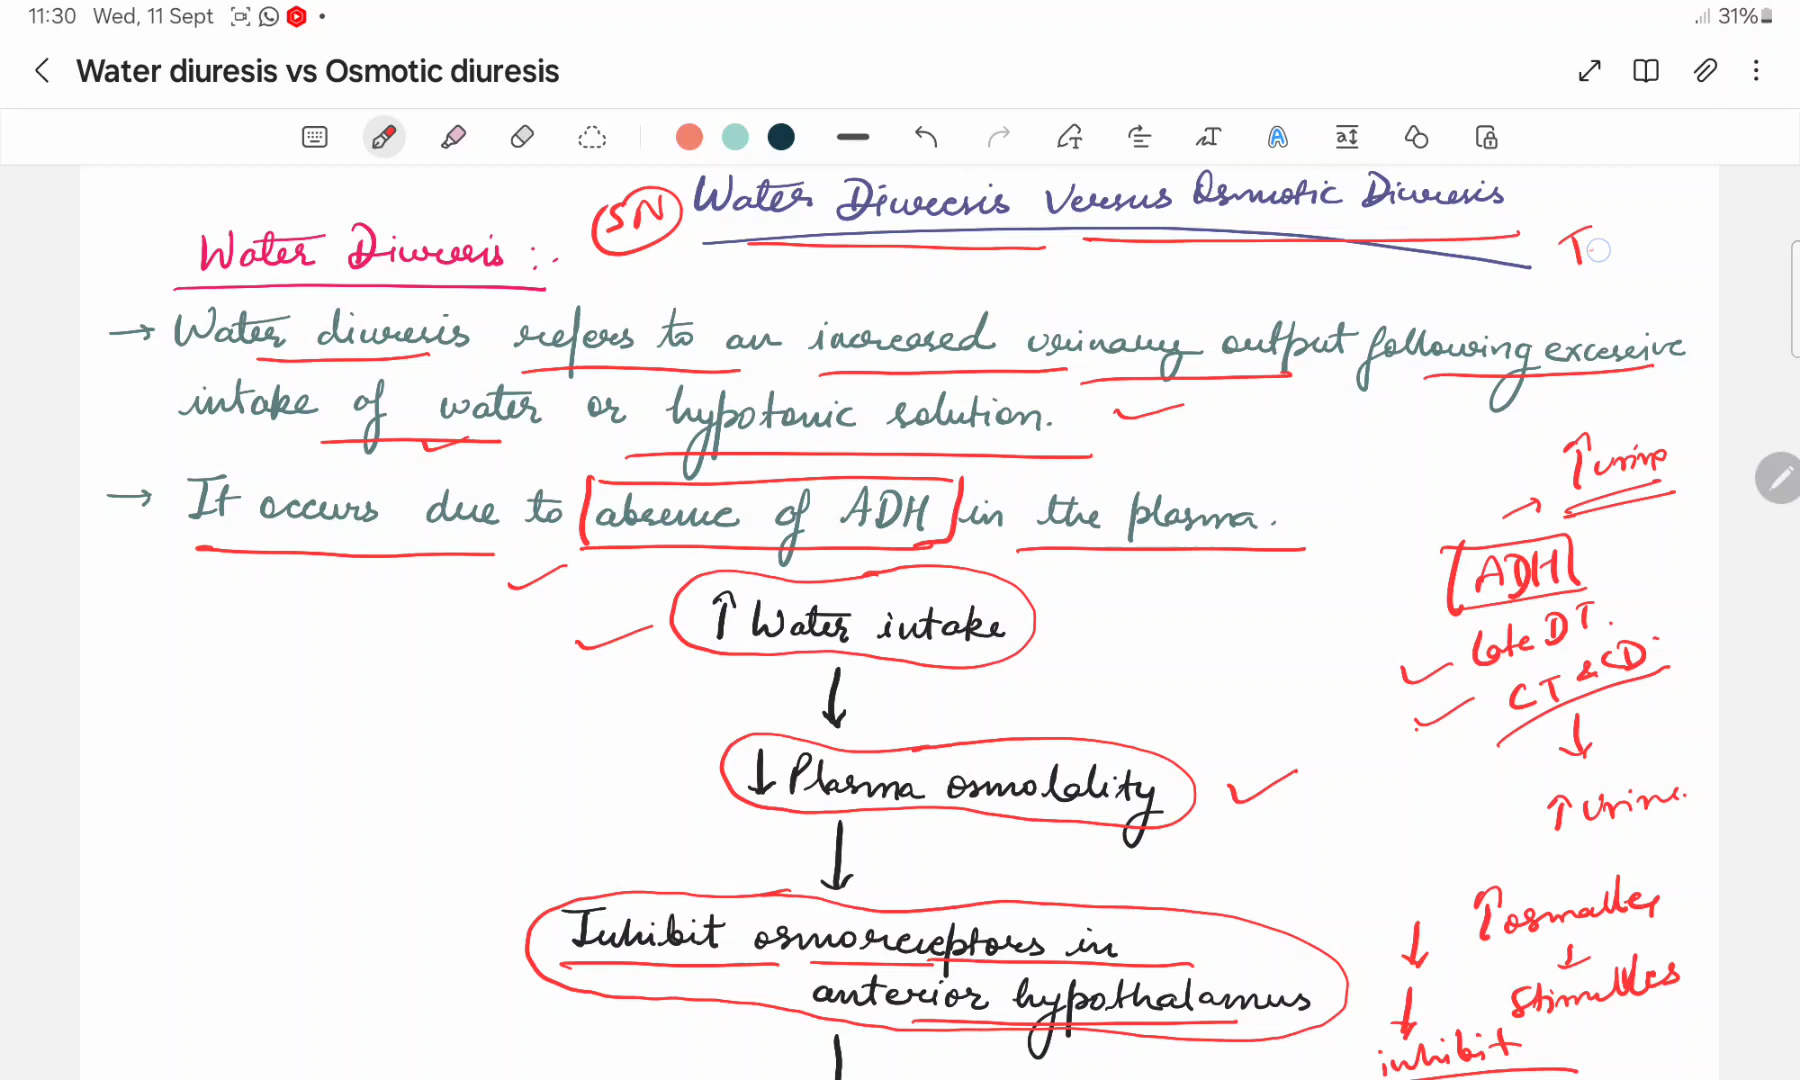 11:30 Wed, 11 Sept
31%
Water diuresis vs Osmotic diuresis
SN
Water Diuresis Versus Osmotic Diuresis
Water Diuresis :-
T
→ Water diuresis refers to an increased urinary output following excessive
intake of water or hypotonic solution.
→ It occurs due to absence of ADH in the plasma.
↑ Water intake
↓
↓ Plasma osmolality
↓
Inhibit osmoreceptors in
anterior hypothalamus
↑ urine
ADH
Late DT.
CT & CD.
↓
↑ urine.
↑
↓
inhibit